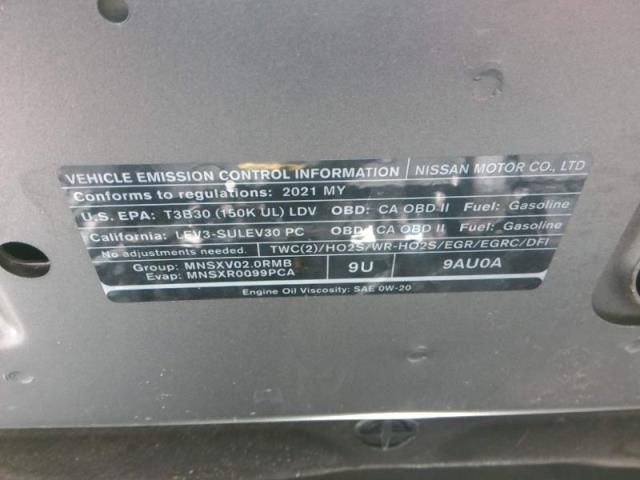 VEHICLE EMISSION CONTROL INFORMATION NISSAN MOTOR CO., LTD
Conforms to regulations: 2021 MY
U.S. EPA: T3B30 (150K UL) LDV OBD: CA OBD II Fuel: Gasoline
California: LEV3-SULEV30 PC OBD: CA OBD II Fuel: Gasoline
No adjustments needed. TWC(2)/HO2S/WR-HO2S/EGR/EGRC/DFI
Group: MNSXV02.0RMB
Evap: MNSXR0099PCA
9U 9AU0A
Engine Oil Viscosity: SAE 0W-20